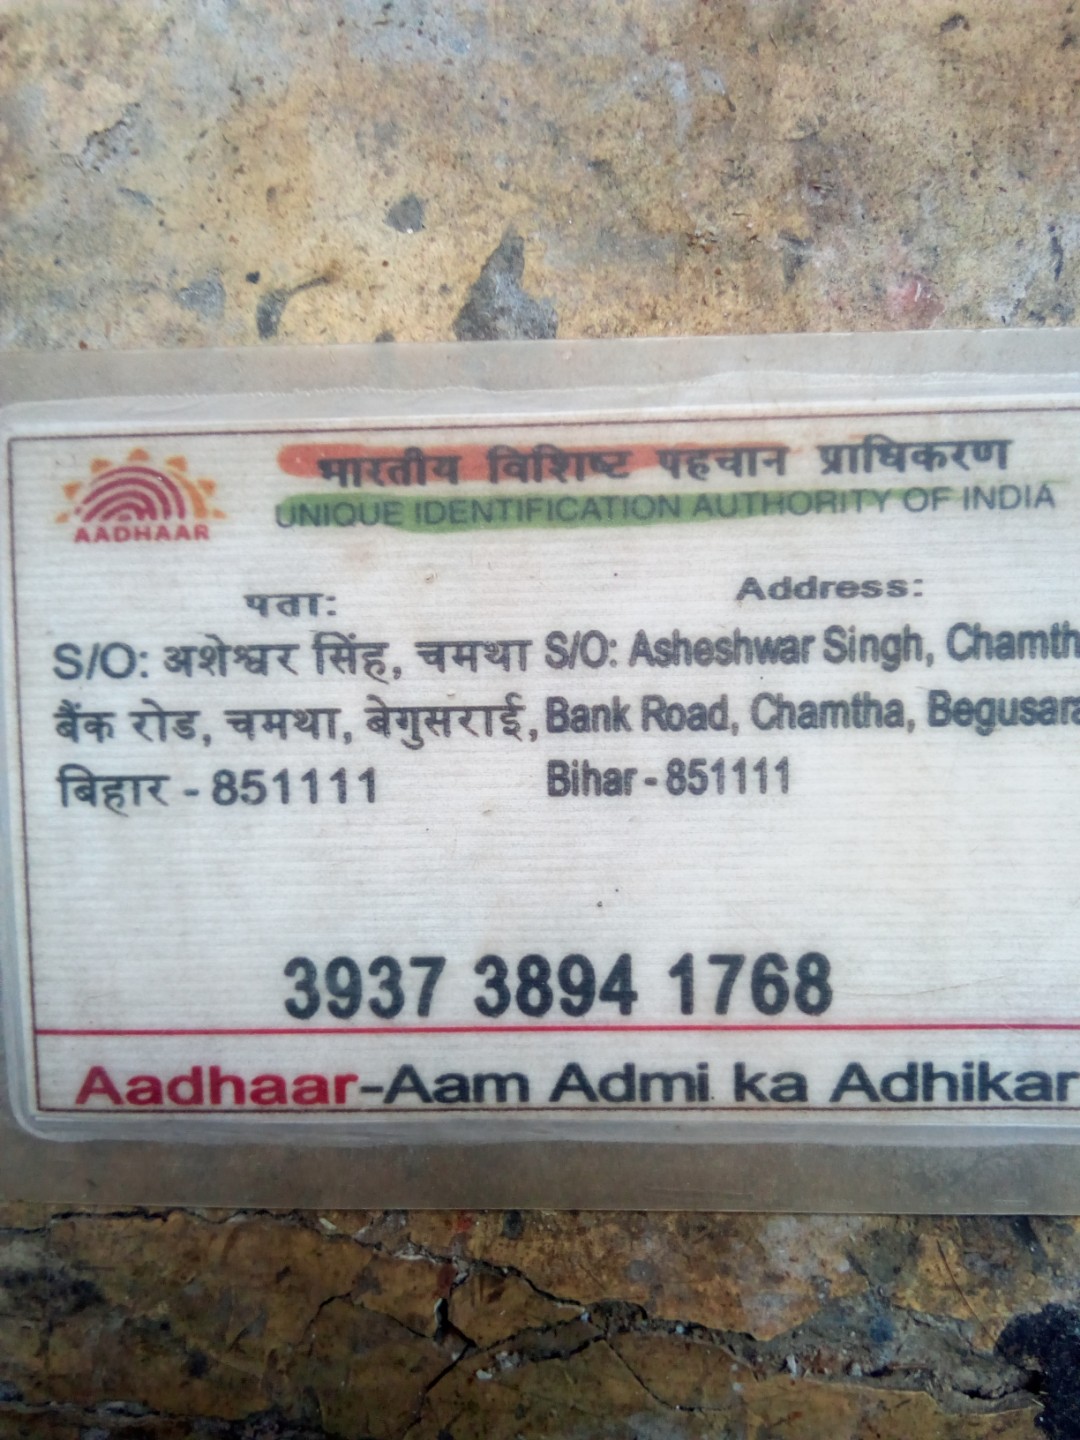 भारतीय विशिष्ट पहचान प्राधिकरण
UNIQUE IDENTIFICATION AUTHORITY OF INDIA
AADHAAR
पता:
S/O: अशेश्वर सिंह, चमथा
बैंक रोड, चमथा, बेगुसराई,
बिहार - 851111
Address:
S/O: Asheshwar Singh, Chamth
Bank Road, Chamtha, Begusara
Bihar - 851111
3937 3894 1768
Aadhaar-Aam Admi ka Adhikar